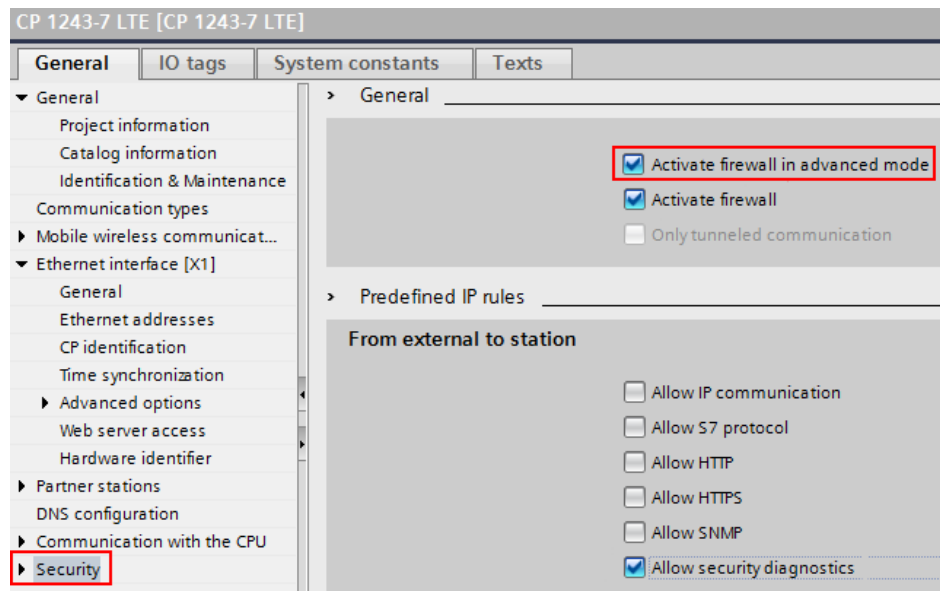 CP 1243-7 LTE [CP 1243-7 LTE]
General
IO tags
System constants
Texts
General
Project information
Catalog information
Identification & Maintenance
Communication types
Mobile wireless communicat...
Ethernet interface [X1]
General
Ethernet addresses
CP identification
Time synchronization
Advanced options
Web server access
Hardware identifier
Partner stations
DNS configuration
Communication with the CPU
Security
General
Activate firewall in advanced mode
Activate firewall
Only tunneled communication
Predefined IP rules
From external to station
Allow IP communication
Allow S7 protocol
Allow HTTP
Allow HTTPS
Allow SNMP
Allow security diagnostics